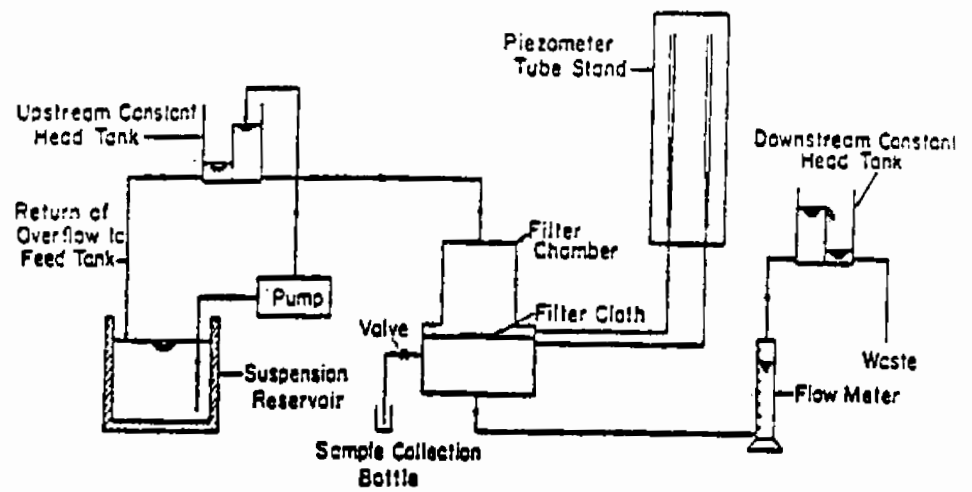 Piezometer
Tube Stand
Upstream Constant
Head Tank
Downstream Constant
Head Tank
Return of
Overflow to
Feed Tank
Filter
Chamber
Pump
Filter Cloth
Valve
Suspension
Reservoir
Waste
Flow Meter
Sample Collection
Bottle